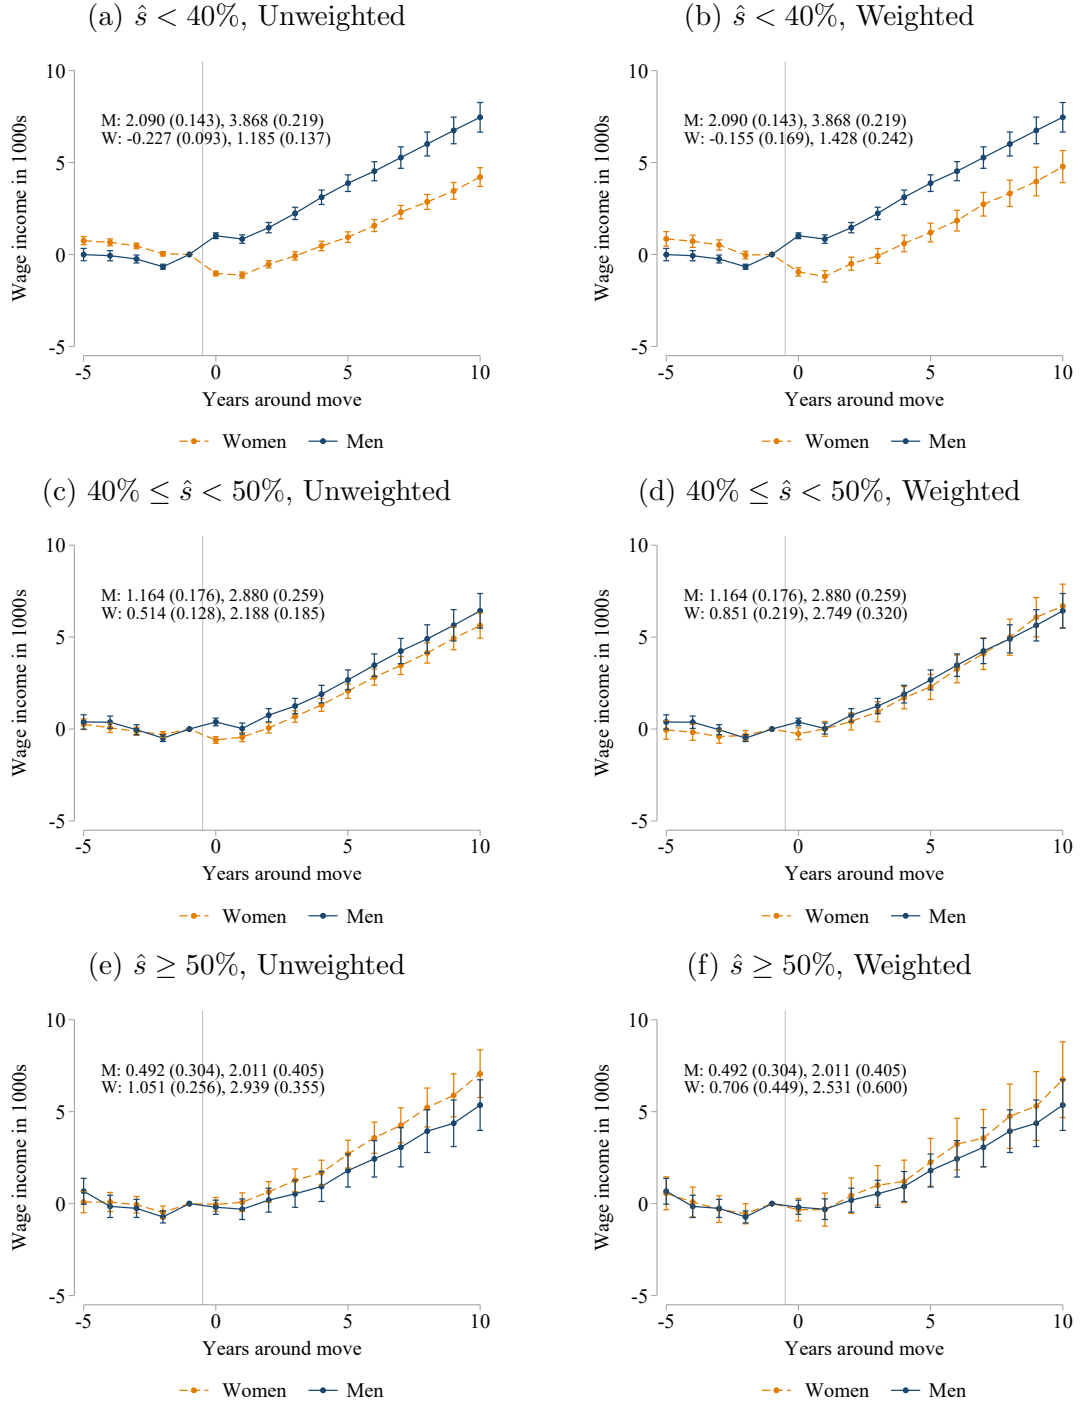 (a) ŝ < 40%, Unweighted
10
M: 2.090 (0.143), 3.868 (0.219)
W: -0.227 (0.093), 1.185 (0.137)
5
0
-5
Wage income in 1000s
-5 0 5 10
Years around move
Women Men
(b) ŝ < 40%, Weighted
10
M: 2.090 (0.143), 3.868 (0.219)
W: -0.155 (0.169), 1.428 (0.242)
5
0
-5
Wage income in 1000s
-5 0 5 10
Years around move
Women Men
(c) 40% ≤ ŝ < 50%, Unweighted
10
M: 1.164 (0.176), 2.880 (0.259)
W: 0.514 (0.128), 2.188 (0.185)
5
0
-5
Wage income in 1000s
-5 0 5 10
Years around move
Women Men
(d) 40% ≤ ŝ < 50%, Weighted
10
M: 1.164 (0.176), 2.880 (0.259)
W: 0.851 (0.219), 2.749 (0.320)
5
0
-5
Wage income in 1000s
-5 0 5 10
Years around move
Women Men
(e) ŝ ≥ 50%, Unweighted
10
M: 0.492 (0.304), 2.011 (0.405)
W: 1.051 (0.256), 2.939 (0.355)
5
0
-5
Wage income in 1000s
-5 0 5 10
Years around move
Women Men
(f) ŝ ≥ 50%, Weighted
10
M: 0.492 (0.304), 2.011 (0.405)
W: 0.706 (0.449), 2.531 (0.600)
5
0
-5
Wage income in 1000s
-5 0 5 10
Years around move
Women Men